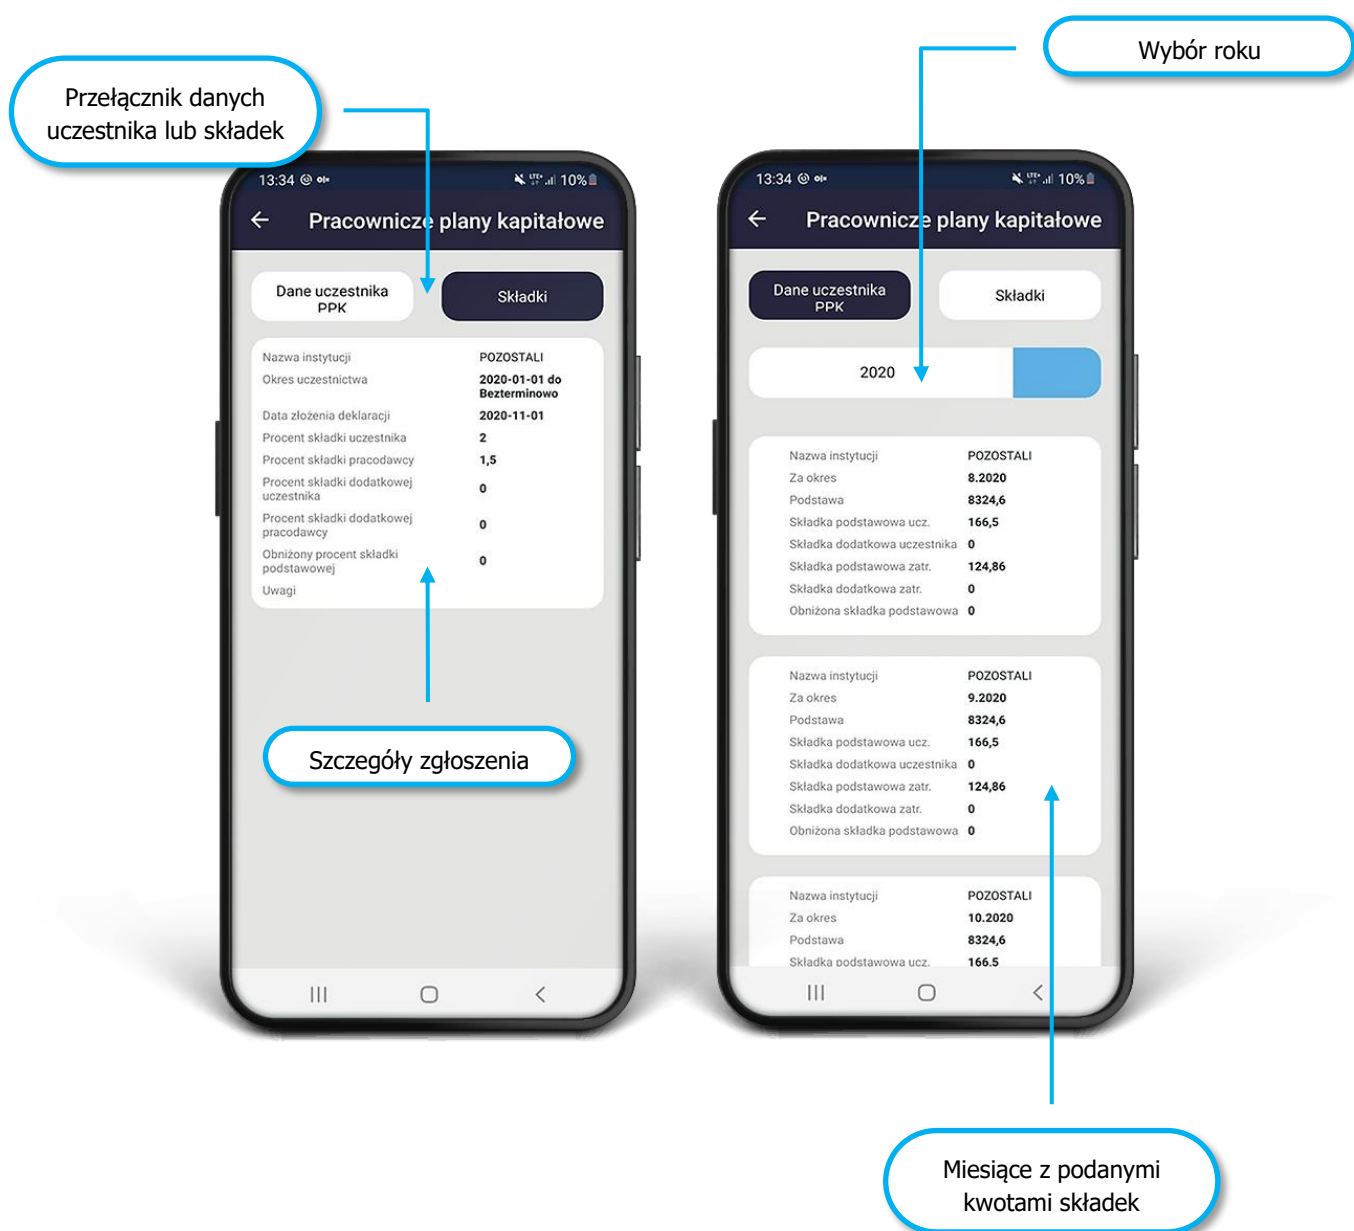 Wybór roku
Przełącznik danych
uczestnika lub składek
13:34
10%
Pracownicze plany kapitałowe
Dane uczestnika
PPK
Składki
Nazwa instytucji POZOSTALI
Okres uczestnictwa 2020-01-01 do
Bezterminowo
Data złożenia deklaracji 2020-11-01
Procent składki uczestnika 2
Procent składki pracodawcy 1,5
Procent składki dodatkowej
uczestnika 0
Procent składki dodatkowej
pracodawcy 0
Obniżony procent składki
podstawowej 0
Uwagi
Szczegóły zgłoszenia
13:34
LTE+ 10%
Pracownicze plany kapitałowe
Dane uczestnika
PPK
Składki
2020
Nazwa instytucji POZOSTALI
Za okres 8.2020
Podstawa 8324,6
Składka podstawowa ucz. 166,5
Składka dodatkowa uczestnika 0
Składka podstawowa zatr. 124,86
Składka dodatkowa zatr. 0
Obniżona składka podstawowa 0
Nazwa instytucji POZOSTALI
Za okres 9.2020
Podstawa 8324,6
Składka podstawowa ucz. 166,5
Składka dodatkowa uczestnika 0
Składka podstawowa zatr. 124,86
Składka dodatkowa zatr. 0
Obniżona składka podstawowa 0
Nazwa instytucji POZOSTALI
Za okres 10.2020
Podstawa 8324,6
Składka podstawowa ucz. 166,5
Miesiące z podanymi
kwotami składek